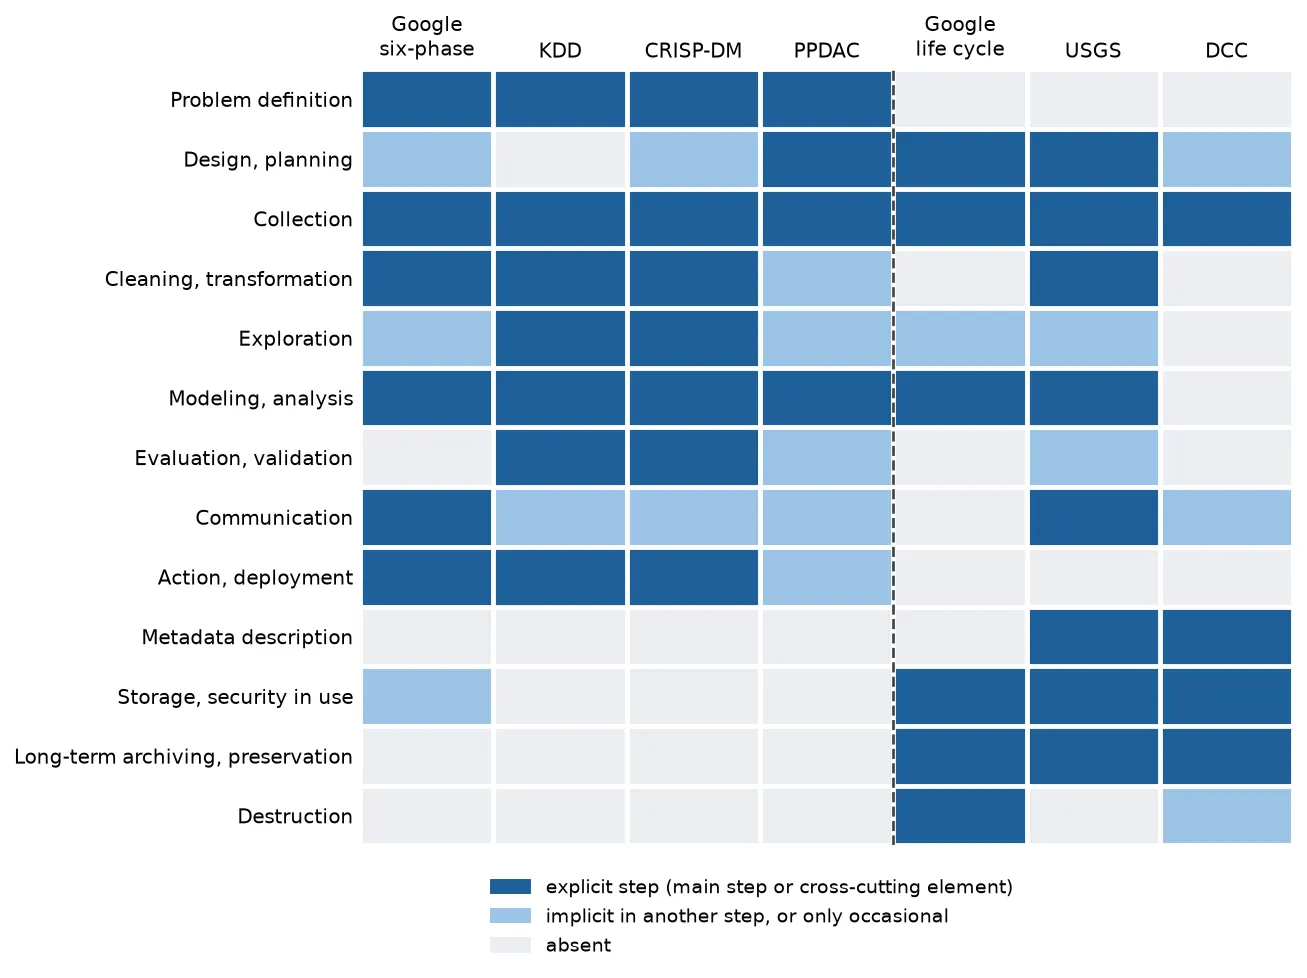 Google
six-phase
KDD
CRISP-DM
PPDAC
Google
life cycle
USGS
DCC
Problem definition
Design, planning
Collection
Cleaning, transformation
Exploration
Modeling, analysis
Evaluation, validation
Communication
Action, deployment
Metadata description
Storage, security in use
Long-term archiving, preservation
Destruction
explicit step (main step or cross-cutting element)
implicit in another step, or only occasional
absent